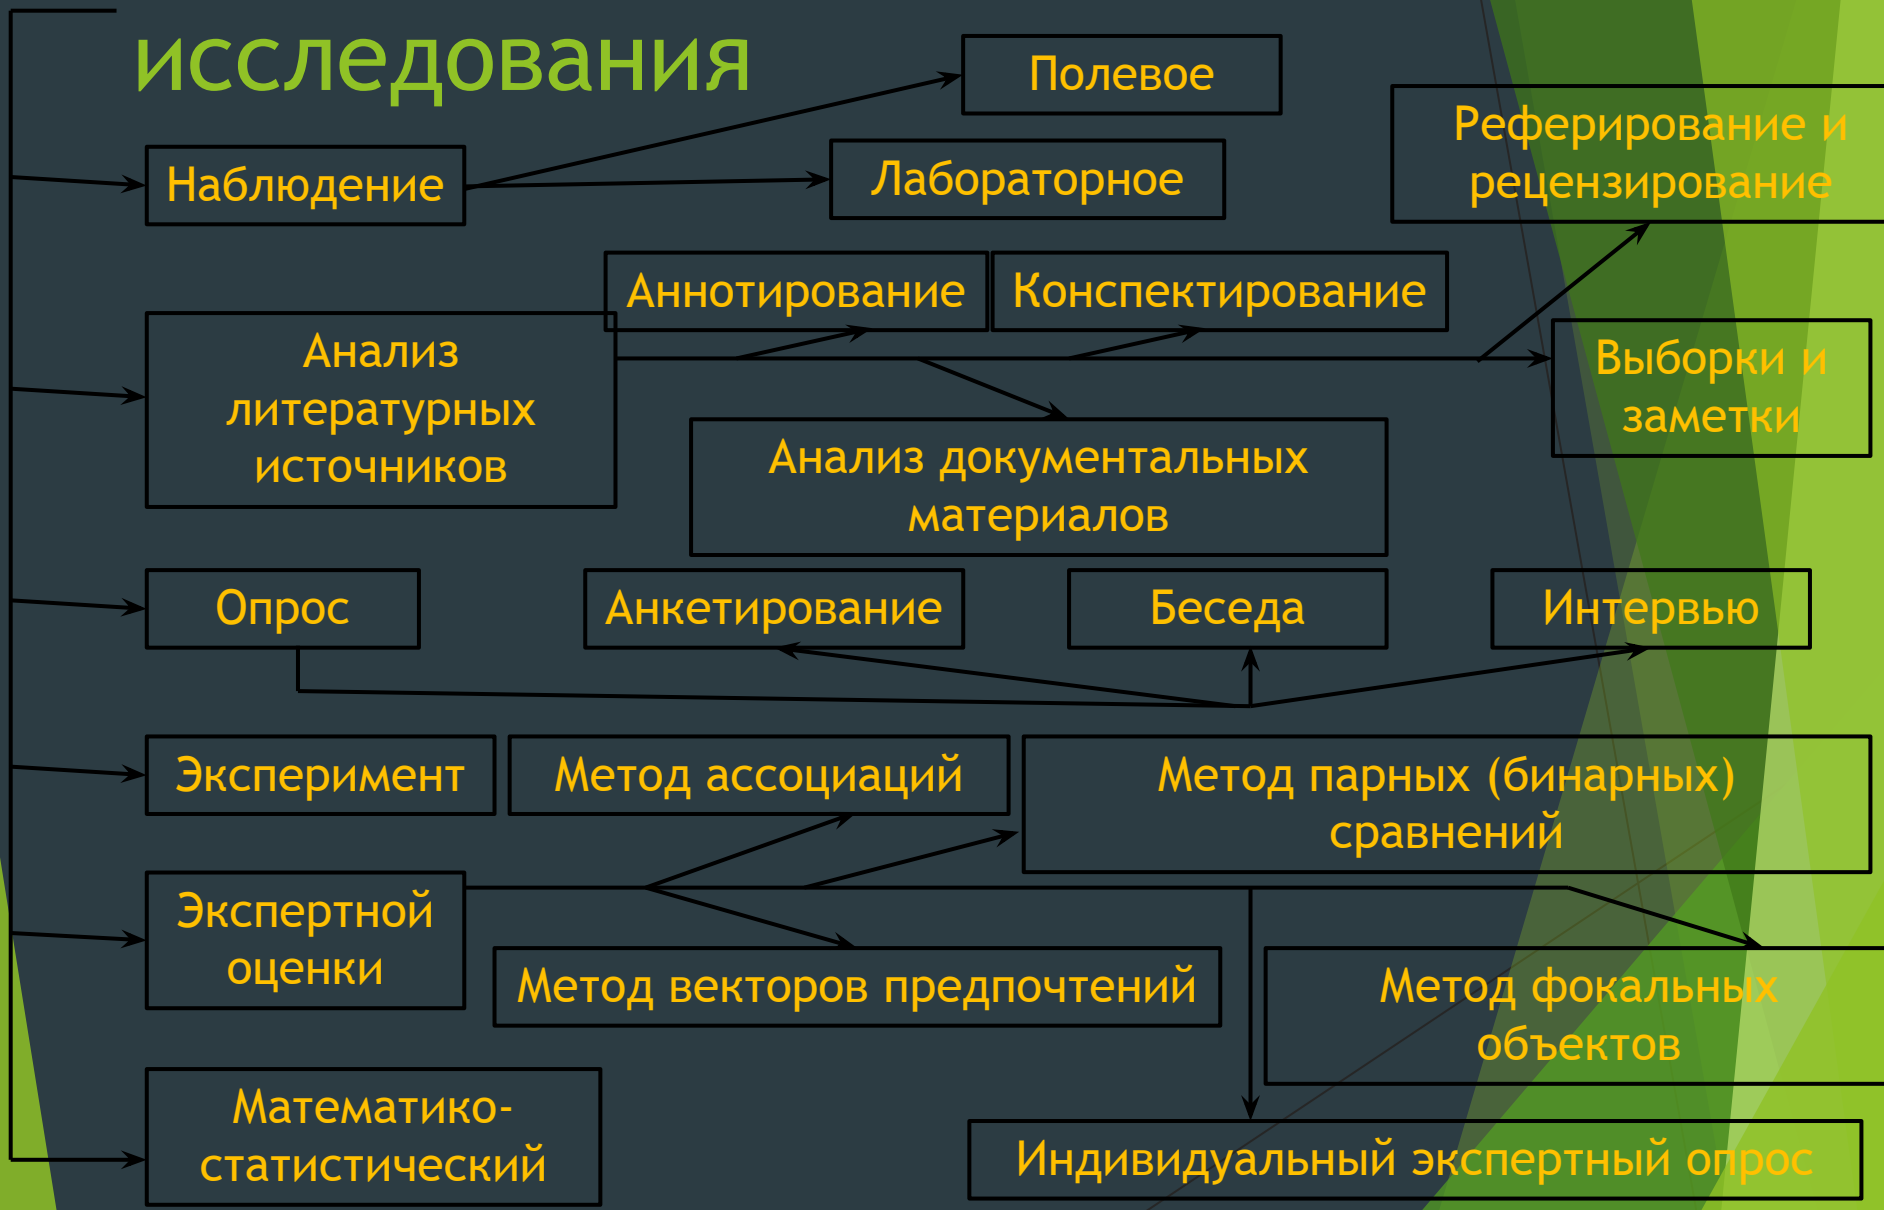 исследования
Полевое
Реферирование и
рецензирование
Наблюдение
Лабораторное
Аннотирование
Конспектирование
Анализ
литературных
источников
Выборки и
заметки
Анализ документальных
материалов
Опрос
Анкетирование
Беседа
Интервью
Эксперимент
Метод ассоциаций
Метод парных (бинарных)
сравнений
Экспертной
оценки
Метод векторов предпочтений
Метод фокальных
объектов
Математико-
статистический
Индивидуальный экспертный опрос